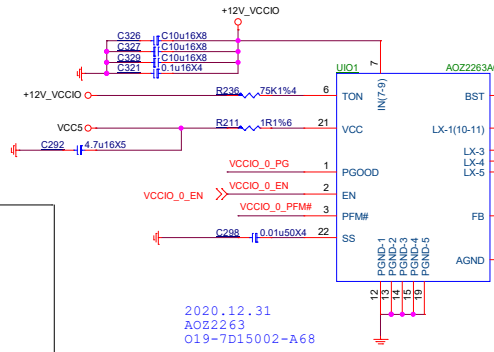 +12V_VCCIO
C326 C10u16X8
C327 C10u16X8
C329 C10u16X8
C321 0.1u16X4
7
UIO1
IN(7-9)
+12V_VCCIO
R236 75K1%4
6
TON
BST
VCC5
R211 1R1%6
21
VCC
LX-1(10-11)
C292 4.7u16X5
LX-3
LX-4
LX-5
VCCIO_0_PG
1
PGOOD
VCCIO_0_EN
VCCIO_0_EN
2
EN
VCCIO_0_PFM#
3
PFM#
FB
C298 0.01u50X4
22
SS
AGND
PGND-1
PGND-2
PGND-3
PGND-4
PGND-5
12
13
14
15
19
2020.12.31
AOZ2263
O19-7D15002-A68